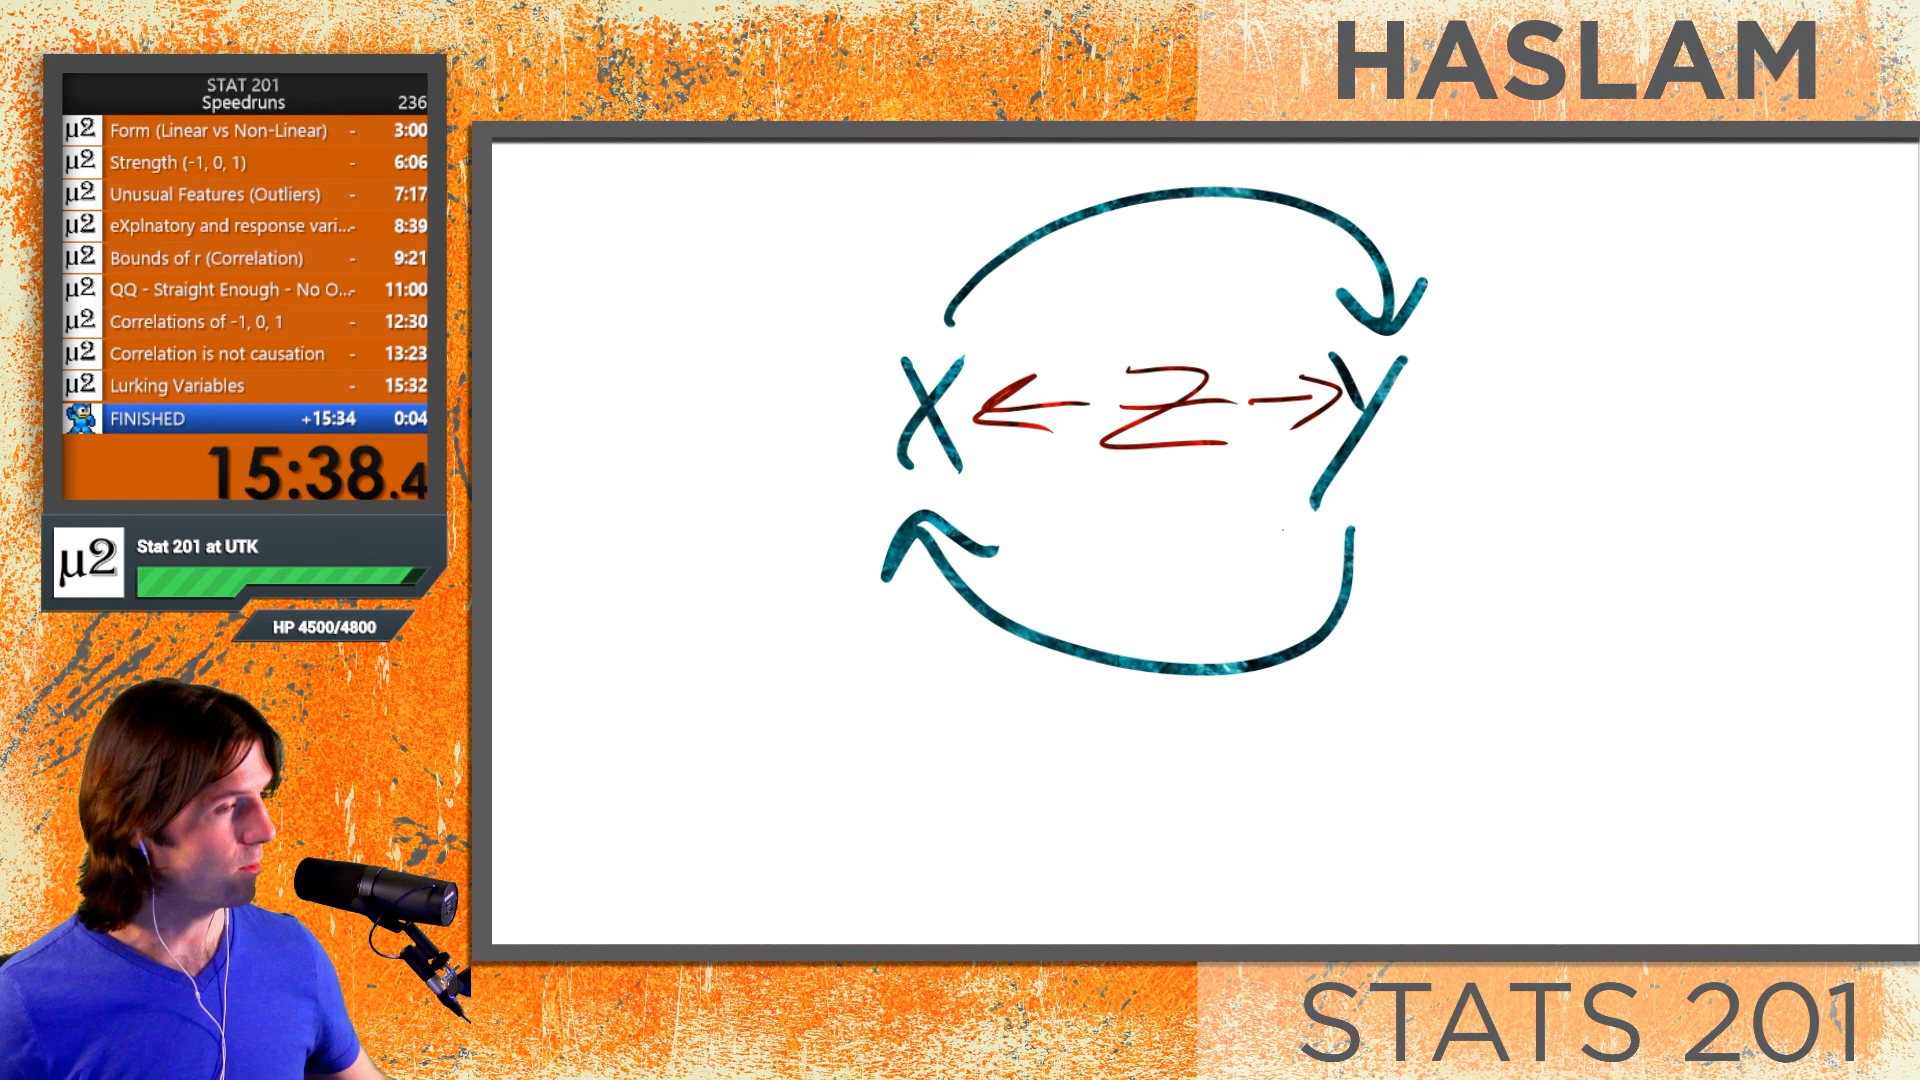 HASLAM
STAT 201
Speedruns 236
μ2 Form (Linear vs Non-Linear) - 3:00
μ2 Strength (-1, 0, 1) - 6:06
μ2 Unusual Features (Outliers) - 7:17
μ2 eXplnatory and response vari...- 8:39
μ2 Bounds of r (Correlation) - 9:21
μ2 QQ - Straight Enough - No O...- 11:00
μ2 Correlations of -1, 0, 1 - 12:30
μ2 Correlation is not causation - 13:23
μ2 Lurking Variables - 15:32
FINISHED +15:34 0:04
15:38.4
μ2 Stat 201 at UTK
HP 4500/4800
X ← Z → Y
STATS 201